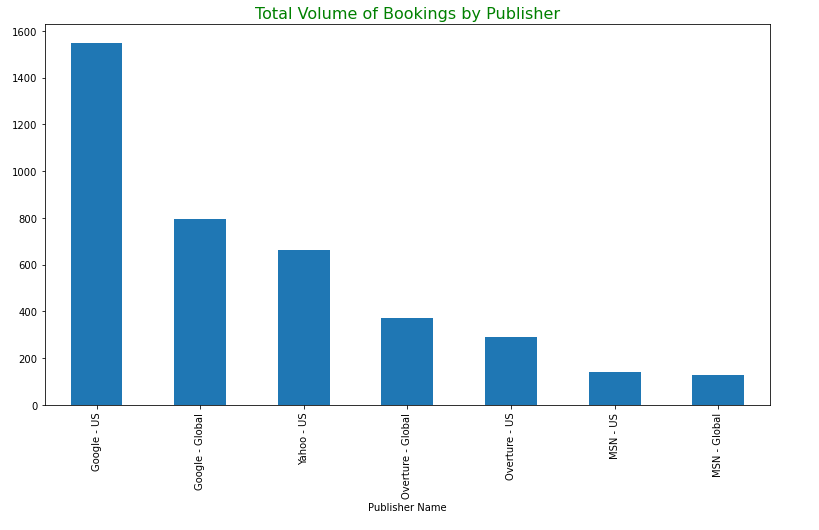 Total Volume of Bookings by Publisher
1600
1400
1200
1000
800
600
400
200
0
Google - US
Google - Global
Yahoo - US
Overture - Global
Overture - US
MSN - US
MSN - Global
Publisher Name